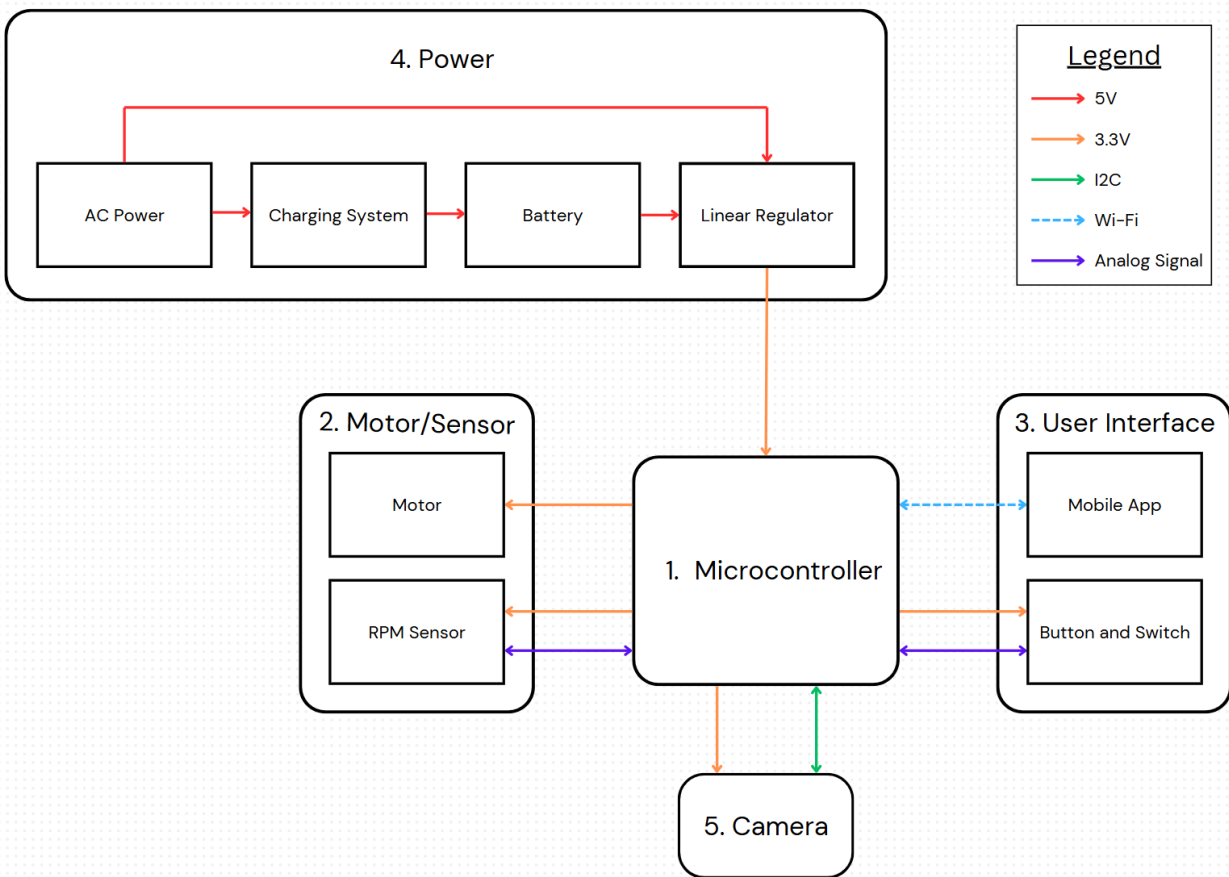 4. Power
AC Power
Charging System
Battery
Linear Regulator
Legend
5V
3.3V
I2C
Wi-Fi
Analog Signal
2. Motor/Sensor
Motor
RPM Sensor
1. Microcontroller
3. User Interface
Mobile App
Button and Switch
5. Camera